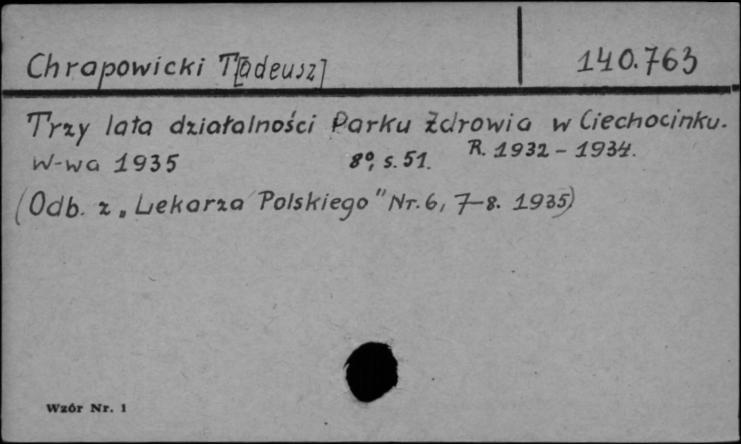 Chrapowicki T[adeusz]
140.763
Trzy lata działalności Parku Zdrowia w Ciechocinku.
W-wa 1935 8°, s. 51. R. 1932 - 1934.
(Odb. z „Lekarza Polskiego" Nr. 6, 7-8. 1935)
Wzór Nr. 1